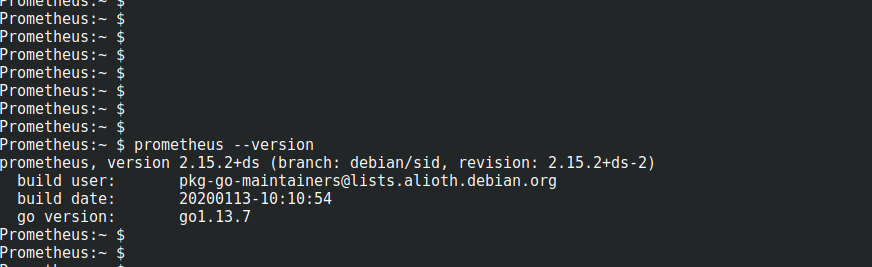 Prometheus:~ $
Prometheus:~ $
Prometheus:~ $
Prometheus:~ $
Prometheus:~ $
Prometheus:~ $
Prometheus:~ $
Prometheus:~ $
Prometheus:~ $ prometheus --version
prometheus, version 2.15.2+ds (branch: debian/sid, revision: 2.15.2+ds-2)
  build user:       pkg-go-maintainers@lists.alioth.debian.org
  build date:       20200113-10:10:54
  go version:       go1.13.7
Prometheus:~ $
Prometheus:~ $
Prometheus:~ $